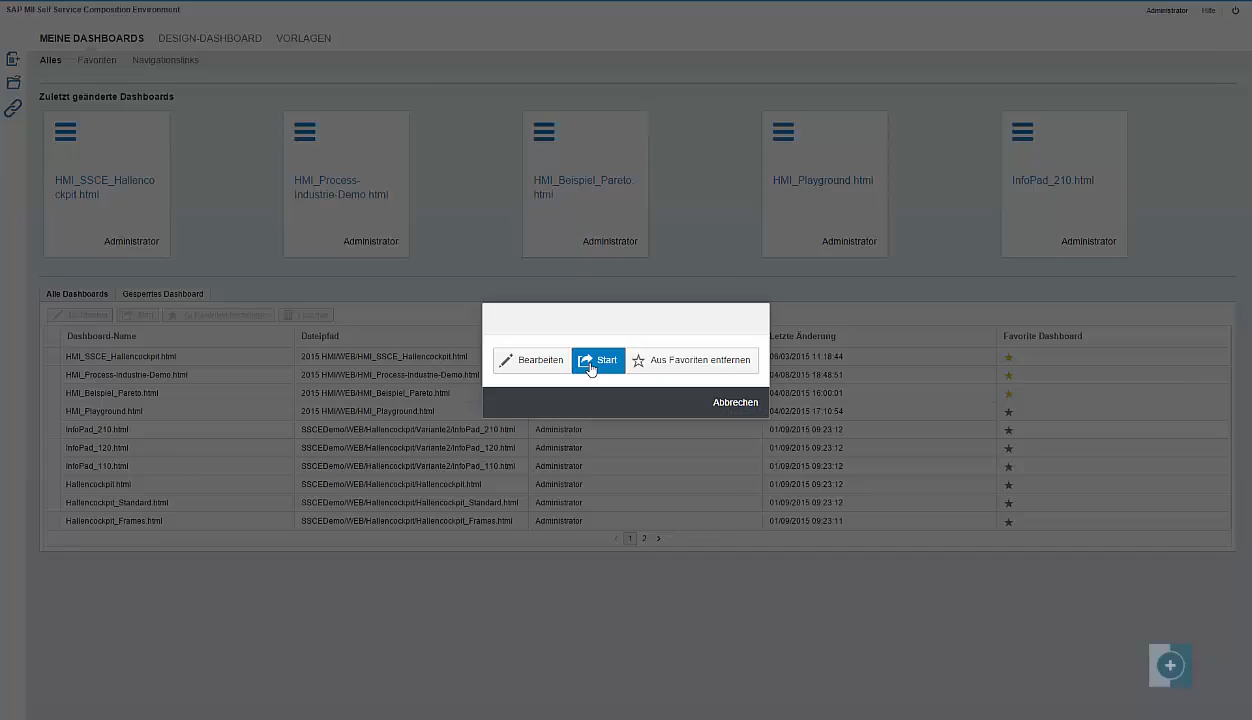 SAP MII Self Service Composition Environment
Administrator Hilfe
MEINE DASHBOARDS DESIGN-DASHBOARD VORLAGEN
Alles Favoriten Navigationslinks
Zuletzt geänderte Dashboards
HMI_SSCE_Hallenco
ckpit.html
Administrator
HMI_Process-
Industrie-Demo.html
Administrator
HMI_Beispiel_Pareto.
html
Administrator
HMI_Playground.html
Administrator
InfoPad_210.html
Administrator
Alle Dashboards Gesperrtes Dashboard
Start
Dashboard-Name Dateipfad Letzte Änderung Favorite Dashboard
HMI_SSCE_Hallencockpit.html 2015 HMI/WEB/HMI_SSCE_Hallencockpit.html 06/03/2015 11:18:44
HMI_Process-Industrie-Demo.html 2015 HMI/WEB/HMI_Process-Industrie-Demo.html 04/08/2015 18:48:51
HMI_Beispiel_Pareto.html 2015 HMI/WEB/HMI_Beispiel_Pareto.html 04/08/2015 16:00:01
HMI_Playground.html 2015 HMI/WEB/HMI_Playground.html 04/02/2015 17:10:54
InfoPad_210.html SSCEDemo/WEB/Hallencockpit/Variante2/InfoPad_210.html Administrator 01/09/2015 09:23:12
InfoPad_120.html SSCEDemo/WEB/Hallencockpit/Variante2/InfoPad_120.html Administrator 01/09/2015 09:23:12
InfoPad_110.html SSCEDemo/WEB/Hallencockpit/Variante2/InfoPad_110.html Administrator 01/09/2015 09:23:12
Hallencockpit.html SSCEDemo/WEB/Hallencockpit/Hallencockpit.html Administrator 01/09/2015 09:23:12
Hallencockpit_Standard.html SSCEDemo/WEB/Hallencockpit/Hallencockpit_Standard.html Administrator 01/09/2015 09:23:12
Hallencockpit_Frames.html SSCEDemo/WEB/Hallencockpit/Hallencockpit_Frames.html Administrator 01/09/2015 09:23:11
1 2
Bearbeiten Start Aus Favoriten entfernen
Abbrechen